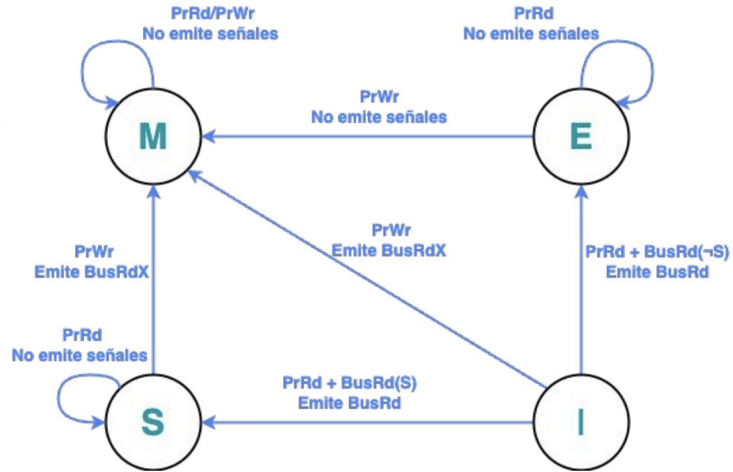 PrRd/PrWr
No emite señales
PrRd
No emite señales
M
PrWr
No emite señales
E
PrWr
Emite BusRdX
PrWr
Emite BusRdX
PrRd + BusRd(¬S)
Emite BusRd
PrRd
No emite señales
S
PrRd + BusRd(S)
Emite BusRd
I